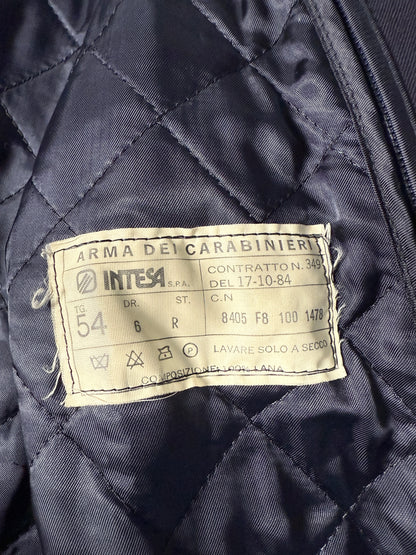 ARMA DEI CARABINIERI
INTESA S.P.A.
CONTRATTO N. 349
DEL 17-10-84
TG. DR. ST. C.N
54 6 R 8405 F8 100 1478
P LAVARE SOLO A SECCO
COMPOSIZIONE: 100% LANA